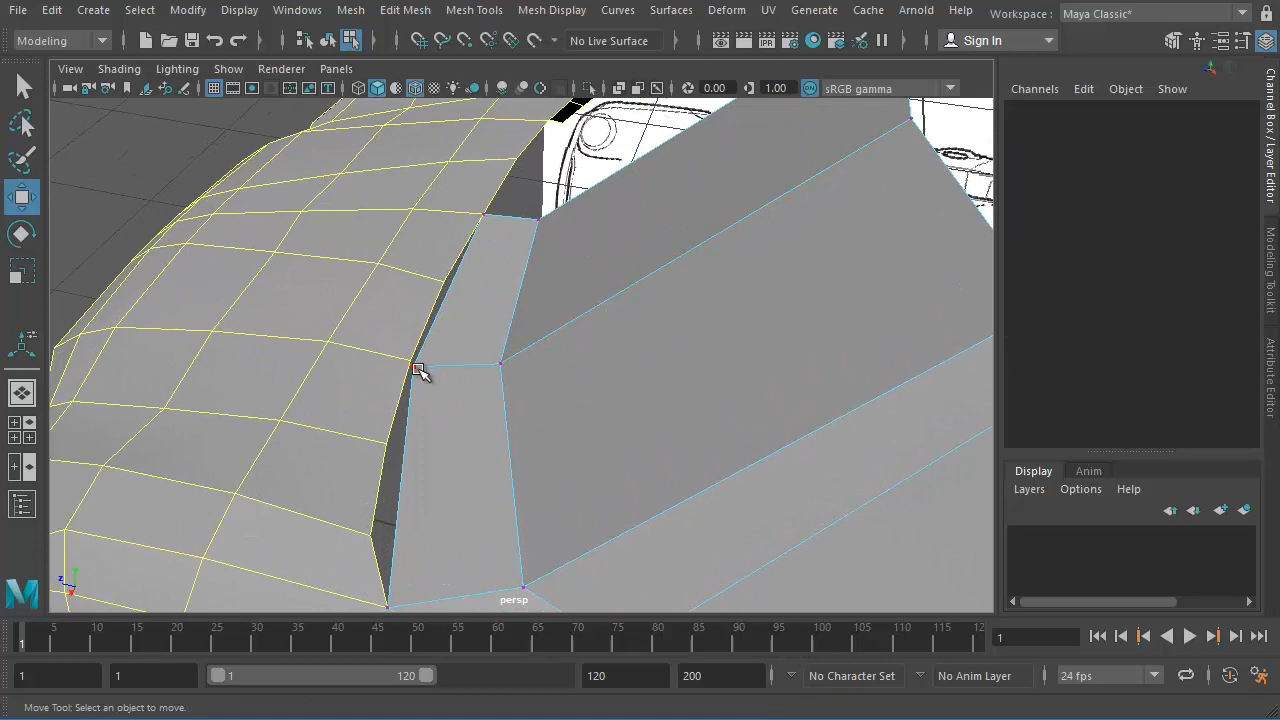 File Edit Create Select Modify Display Windows Mesh Edit Mesh Mesh Tools Mesh Display Curves Surfaces Deform UV Generate Cache Arnold Help Workspace: Maya Classic*
Modeling No Live Surface Sign In
View Shading Lighting Show Renderer Panels
0.00 1.00 sRGB gamma
Channels Edit Object Show
Channel Box / Layer Editor
Modeling Toolkit
Attribute Editor
Display Anim
Layers Options Help
persp
z
5 10 15 20 25 30 35 40 45 50 55 60 65 70 75 80 85 90 95 100 105 110 115 12
1 1
1 1 1 120 120 200 No Character Set No Anim Layer 24 fps
Move Tool: Select an object to move.